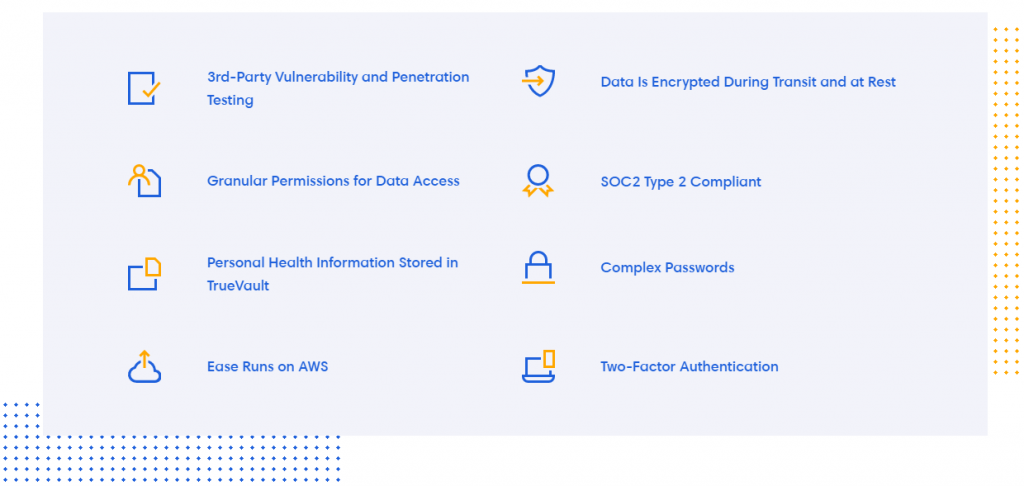 3rd-Party Vulnerability and Penetration
Testing
Data Is Encrypted During Transit and at Rest
Granular Permissions for Data Access
SOC2 Type 2 Compliant
Personal Health Information Stored in
TrueVault
Complex Passwords
Ease Runs on AWS
Two-Factor Authentication